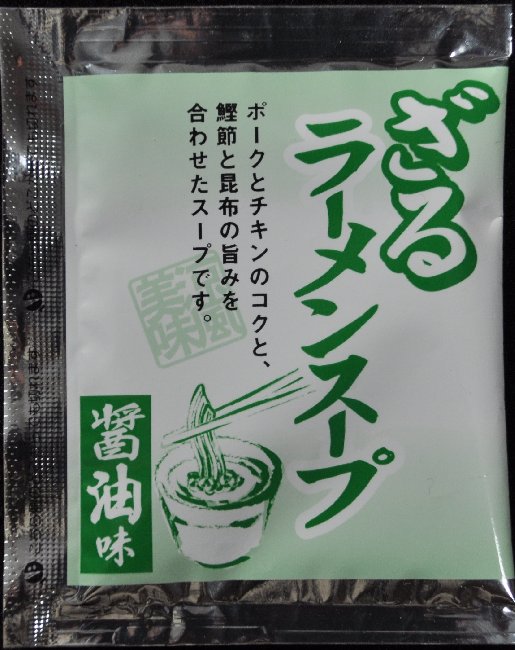 ざる
ラーメンスープ
ポークとチキンのコクと、
鰹節と昆布の旨みを
合わせたスープです。
美味
醤油味